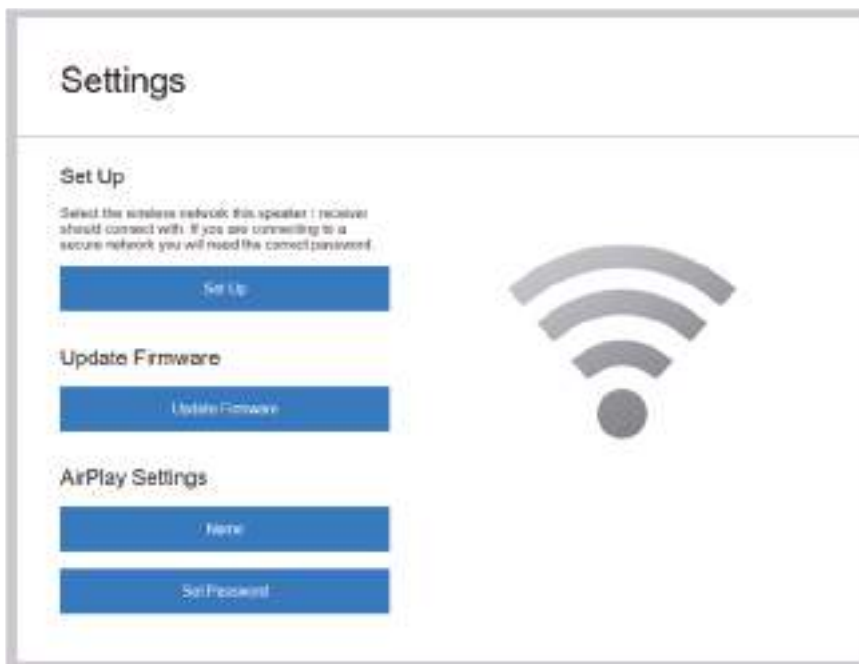 Settings
Set Up
Select the wireless network this speaker / receiver
should connect with. If you are connecting to a
secure network you will need the correct password.
Set Up
Update Firmware
Update Firmware
AirPlay Settings
Name
Set Password